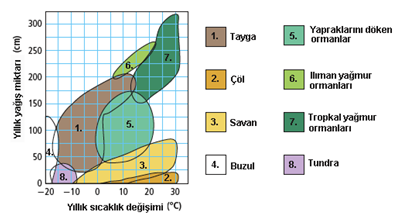 Yıllık yağış miktarı
(cm)
300
250
200
150
100
50
0
−20
−10
0
10
20
30
Yıllık sıcaklık değişimi (°C)
1.
2.
3.
4.
5.
6.
7.
8.
1. Tayga
2. Çöl
3. Savan
4. Buzul
5. Yapraklarını döken
ormanlar
6. Ilıman yağmur
ormanları
7. Tropkal yağmur
ormanları
8. Tundra